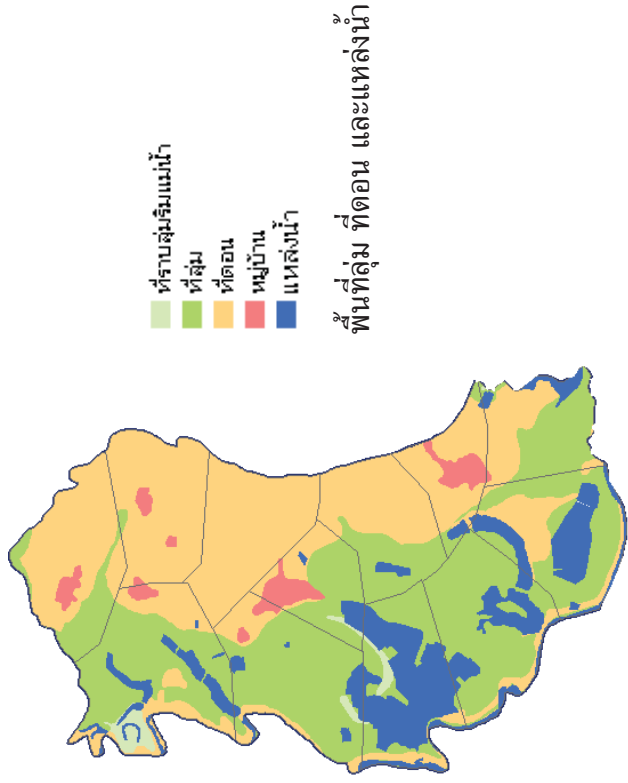 ที่ราบลุ่มริมแม่น้ำ
ที่ลุ่ม
ที่ดอน
หมู่บ้าน
แหล่งน้ำ
พื้นที่ลุ่ม ที่ดอน และแหล่งน้ำ